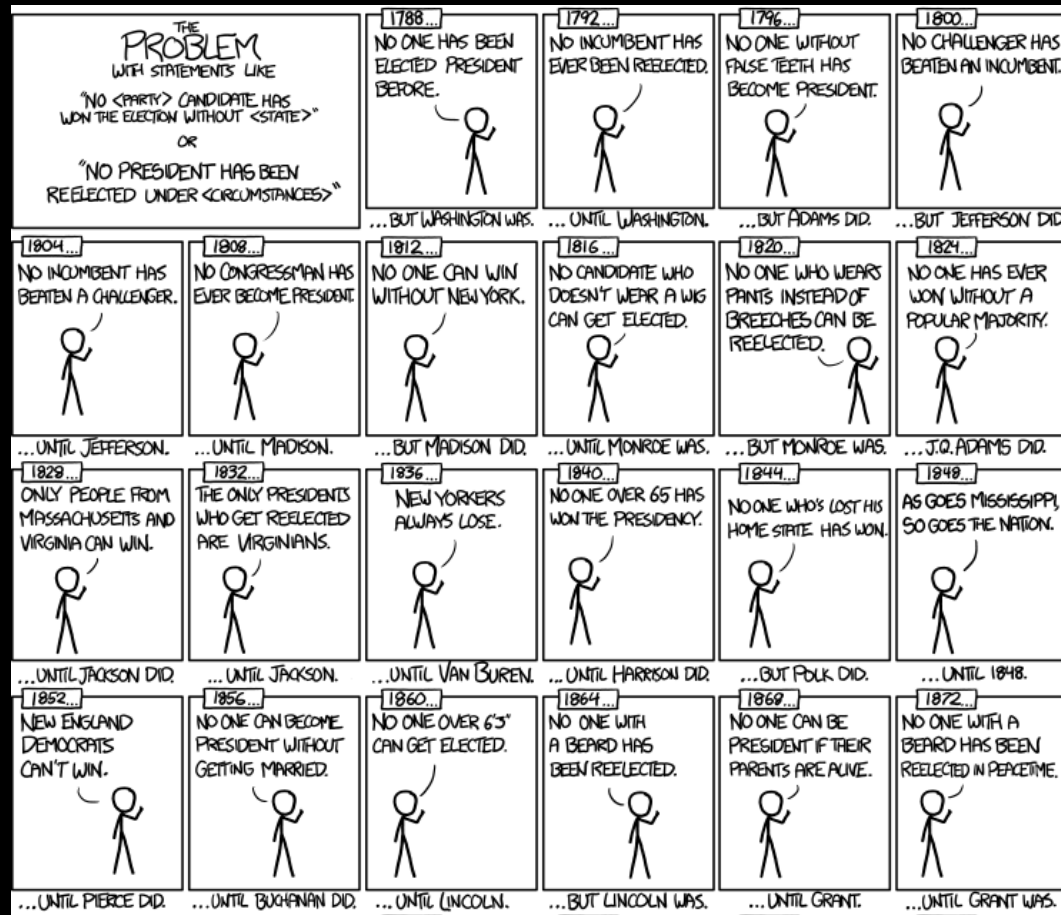 THE
PROBLEM
WITH STATEMENTS LIKE
"NO <PARTY> CANDIDATE HAS
WON THE ELECTION WITHOUT <STATE>"
OR
"NO PRESIDENT HAS BEEN
REELECTED UNDER <CIRCUMSTANCES>"
1788...
NO ONE HAS BEEN
ELECTED PRESIDENT
BEFORE.
...BUT WASHINGTON WAS.
1792...
NO INCUMBENT HAS
EVER BEEN REELECTED.
...UNTIL WASHINGTON.
1796...
NO ONE WITHOUT
FALSE TEETH HAS
BECOME PRESIDENT.
...BUT ADAMS DID.
1800...
NO CHALLENGER HAS
BEATEN AN INCUMBENT.
...BUT JEFFERSON DID.
1804...
NO INCUMBENT HAS
BEATEN A CHALLENGER.
...UNTIL JEFFERSON.
1808...
NO CONGRESSMAN HAS
EVER BECOME PRESIDENT.
...UNTIL MADISON.
1812...
NO ONE CAN WIN
WITHOUT NEW YORK.
...BUT MADISON DID.
1816...
NO CANDIDATE WHO
DOESN'T WEAR A WIG
CAN GET ELECTED.
...UNTIL MONROE WAS.
1820...
NO ONE WHO WEARS
PANTS INSTEAD OF
BREECHES CAN BE
REELECTED.
...BUT MONROE WAS.
1824...
NO ONE HAS EVER
WON WITHOUT A
POPULAR MAJORITY.
...J.Q. ADAMS DID.
1828...
ONLY PEOPLE FROM
MASSACHUSETTS AND
VIRGINIA CAN WIN.
...UNTIL JACKSON DID.
1832...
THE ONLY PRESIDENTS
WHO GET REELECTED
ARE VIRGINIANS.
...UNTIL JACKSON.
1836...
NEW YORKERS
ALWAYS LOSE.
...UNTIL VAN BUREN.
1840...
NO ONE OVER 65 HAS
WON THE PRESIDENCY.
...UNTIL HARRISON DID.
1844...
NO ONE WHO'S LOST HIS
HOME STATE HAS WON.
...BUT POLK DID.
1848...
AS GOES MISSISSIPPI,
SO GOES THE NATION.
...UNTIL 1848.
1852...
NEW ENGLAND
DEMOCRATS
CAN'T WIN.
...UNTIL PIERCE DID.
1856...
NO ONE CAN BECOME
PRESIDENT WITHOUT
GETTING MARRIED.
...UNTIL BUCHANAN DID.
1860...
NO ONE OVER 6'3"
CAN GET ELECTED.
...UNTIL LINCOLN.
1864...
NO ONE WITH
A BEARD HAS
BEEN REELECTED.
...BUT LINCOLN WAS.
1868...
NO ONE CAN BE
PRESIDENT IF THEIR
PARENTS ARE ALIVE.
...UNTIL GRANT.
1872...
NO ONE WITH A
BEARD HAS BEEN
REELECTED IN PEACETIME.
...UNTIL GRANT WAS.